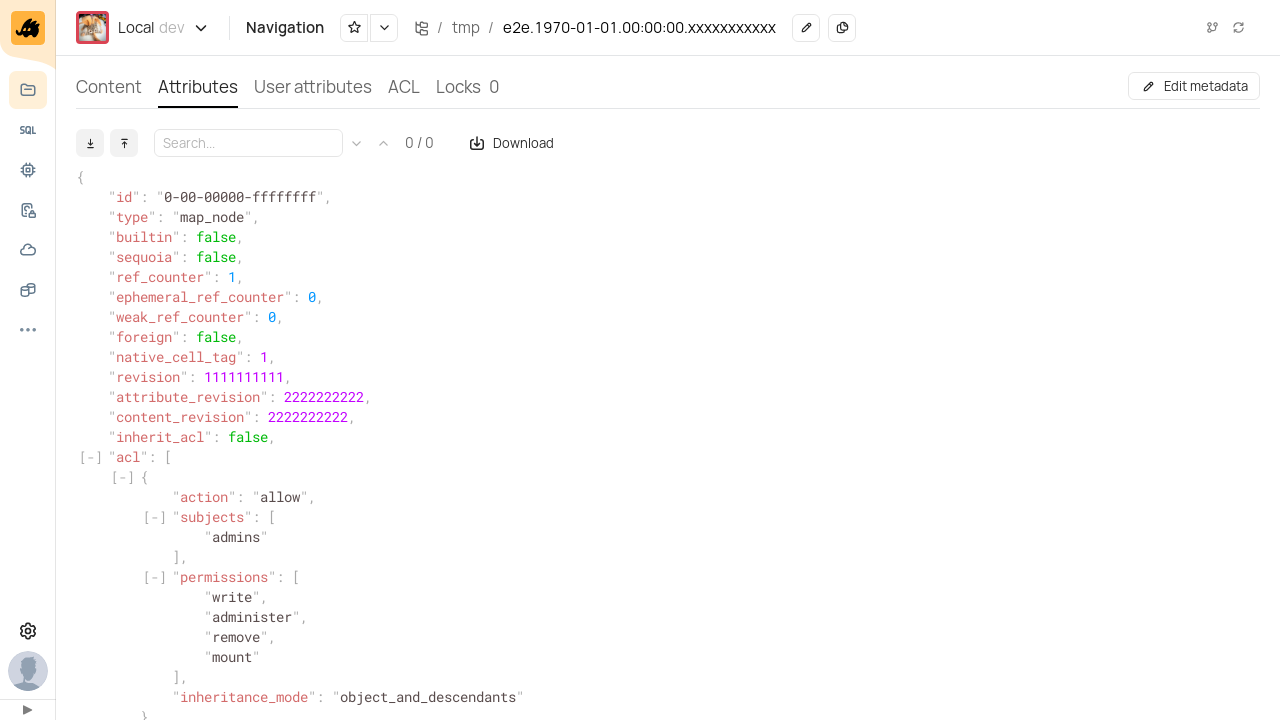 Local dev Navigation / tmp / e2e.1970-01-01.00:00:00.xxxxxxxxxxx
Content Attributes User attributes ACL Locks 0 Edit metadata
SQL
Search... 0 / 0 Download
{
"id": "0-00-00000-ffffffff",
"type": "map_node",
"builtin": false,
"sequoia": false,
"ref_counter": 1,
"ephemeral_ref_counter": 0,
"weak_ref_counter": 0,
"foreign": false,
"native_cell_tag": 1,
"revision": 1111111111,
"attribute_revision": 2222222222,
"content_revision": 2222222222,
"inherit_acl": false,
[-] "acl": [
[-] {
"action": "allow",
[-] "subjects": [
"admins"
],
[-] "permissions": [
"write",
"administer",
"remove",
"mount"
],
"inheritance_mode": "object_and_descendants"
}